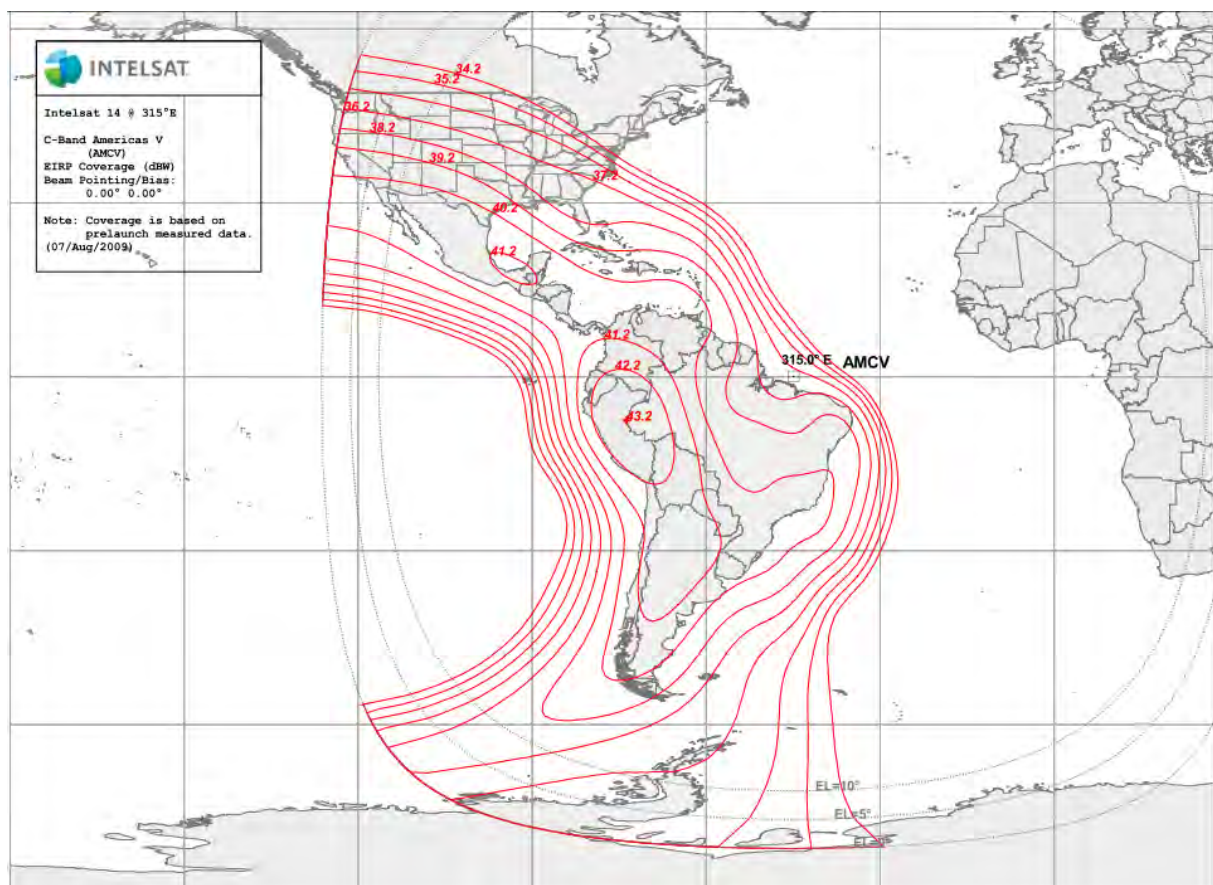 INTELSAT
Intelsat 14 @ 315°E
C-Band Americas V
(AMCV)
EIRP Coverage (dBW)
Beam Pointing/Bias:
0.00° 0.00°
Note: Coverage is based on
prelaunch measured data.
(07/Aug/2009)
34.2
35.2
36.2
38.2
39.2
37.2
40.2
41.2
41.2
42.2
43.2
315.0° E AMCV
EL=10°
EL=5°